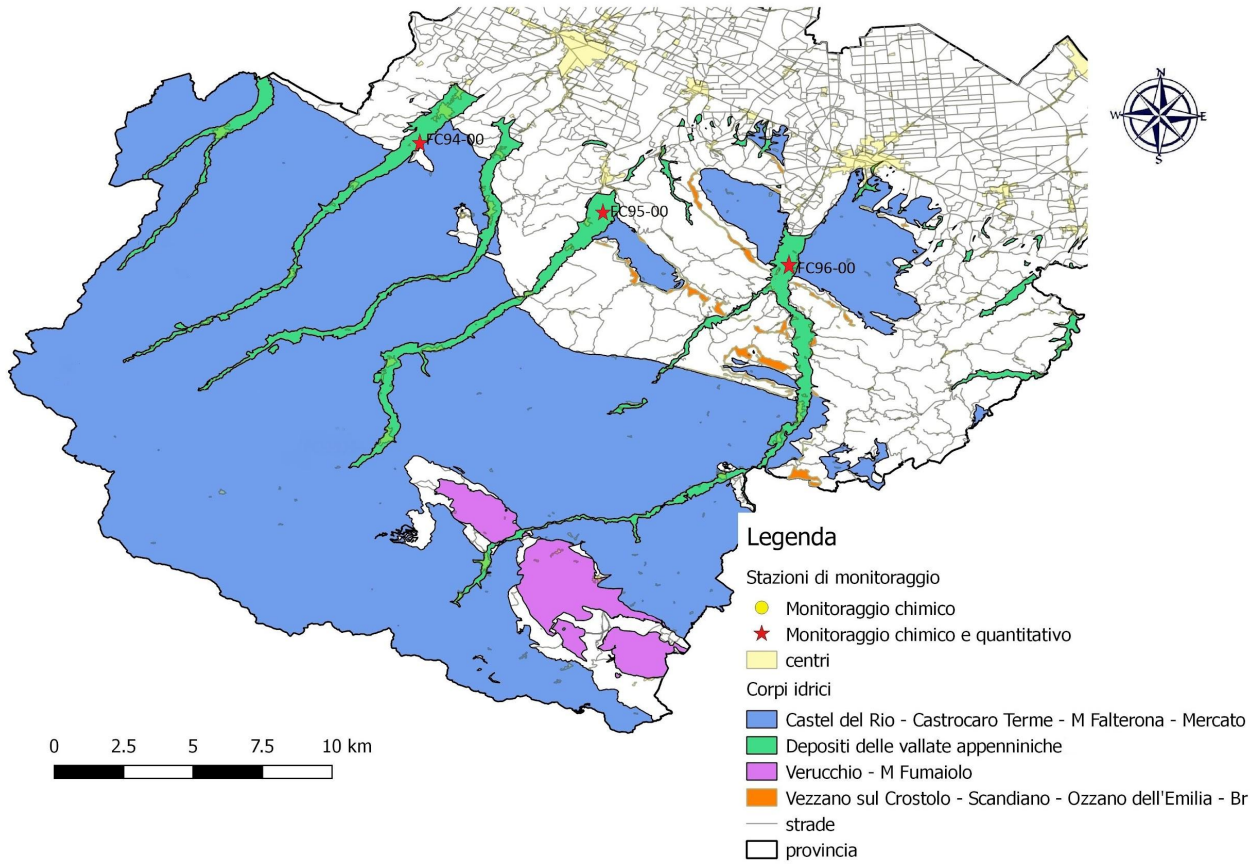 N
W E
S
FC94-00
FC95-00
FC96-00
Legenda
Stazioni di monitoraggio
Monitoraggio chimico
Monitoraggio chimico e quantitativo
centri
Corpi idrici
Castel del Rio - Castrocaro Terme - M Falterona - Mercato
Depositi delle vallate appenniniche
Verucchio - M Fumaiolo
Vezzano sul Crostolo - Scandiano - Ozzano dell'Emilia - Br
strade
provincia
0 2.5 5 7.5 10 km